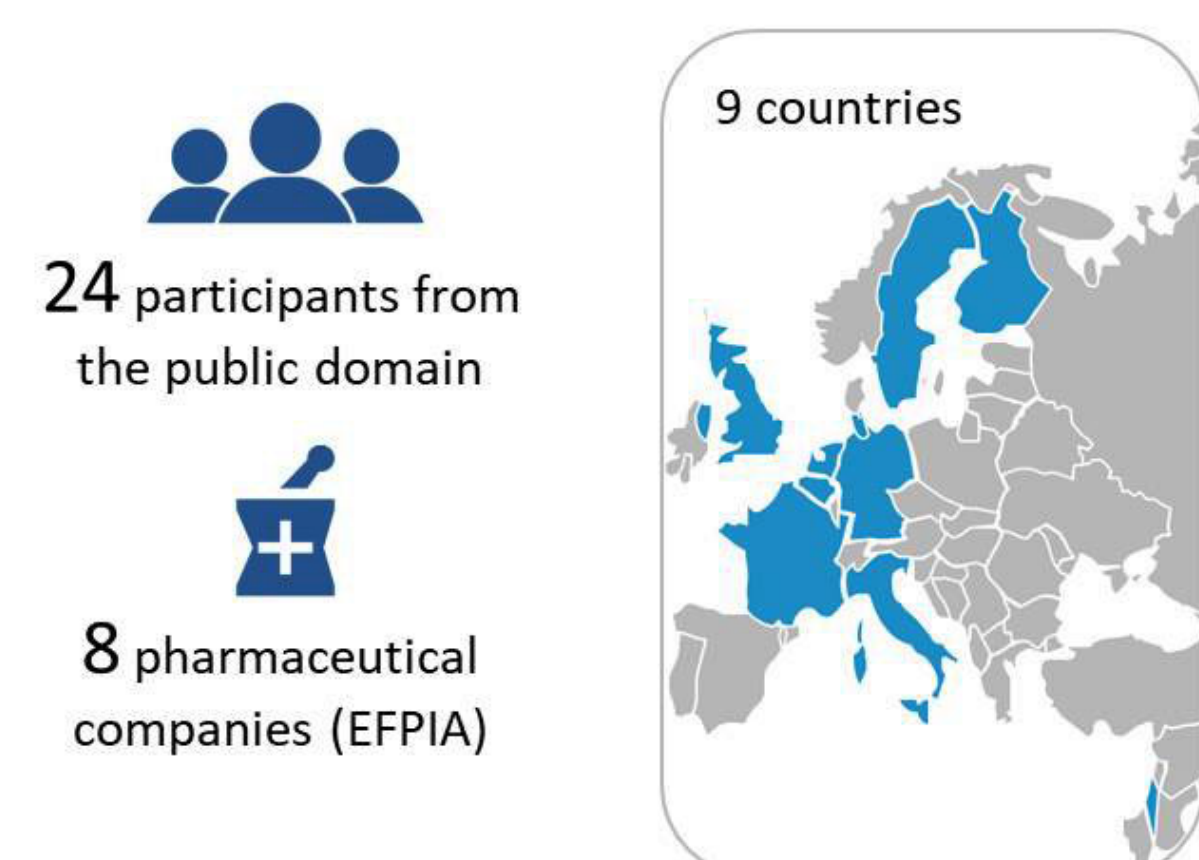 24 participants from
the public domain
8 pharmaceutical
companies (EFPIA)
9 countries